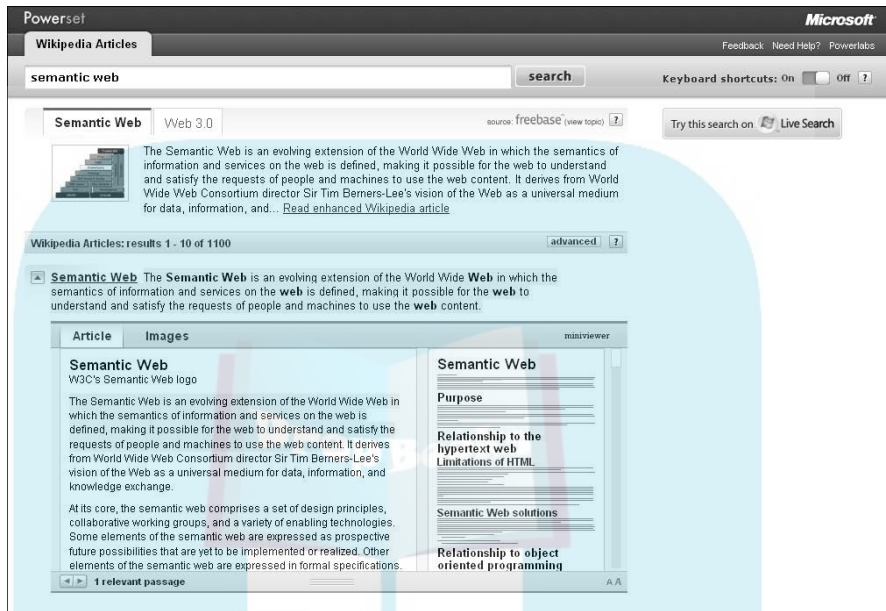 Powerset
Microsoft
Wikipedia Articles
Feedback Need Help? Powerlabs
semantic web
search
Keyboard shortcuts: On Off ?
Semantic Web
Web 3.0
source: freebase (view topic) ?
Try this search on Live Search
The Semantic Web is an evolving extension of the World Wide Web in which the semantics of
information and services on the web is defined, making it possible for the web to understand
and satisfy the requests of people and machines to use the web content. It derives from World
Wide Web Consortium director Sir Tim Berners-Lee's vision of the Web as a universal medium
for data, information, and... Read enhanced Wikipedia article
Wikipedia Articles: results 1 - 10 of 1100
advanced ?
Semantic Web The Semantic Web is an evolving extension of the World Wide Web in which the
semantics of information and services on the web is defined, making it possible for the web to
understand and satisfy the requests of people and machines to use the web content.
Article
Images
miniviewer
Semantic Web
W3C's Semantic Web logo
The Semantic Web is an evolving extension of the World Wide Web in
which the semantics of information and services on the web is
defined, making it possible for the web to understand and satisfy the
requests of people and machines to use the web content. It derives
from World Wide Web Consortium director Sir Tim Berners-Lee's
vision of the Web as a universal medium for data, information, and
knowledge exchange.
At its core, the semantic web comprises a set of design principles,
collaborative working groups, and a variety of enabling technologies.
Some elements of the semantic web are expressed as prospective
future possibilities that are yet to be implemented or realized. Other
elements of the semantic web are expressed in formal specifications.
Semantic Web
Purpose
Relationship to the
hypertext web
Limitations of HTML
Semantic Web solutions
Relationship to object
oriented programming
1 relevant passage
A A